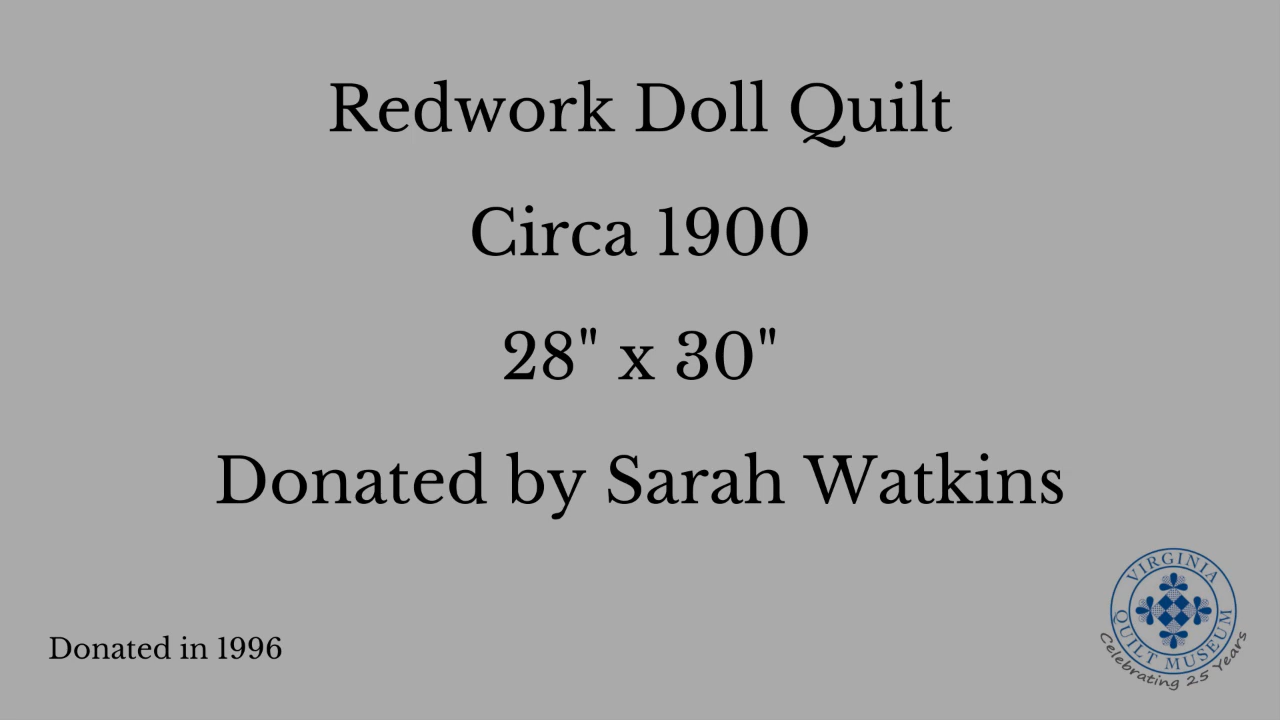 Redwork Doll Quilt
Circa 1900
28" x 30"
Donated by Sarah Watkins
Donated in 1996
VIRGINIA
QUILT MUSEUM
Celebrating 25 Years